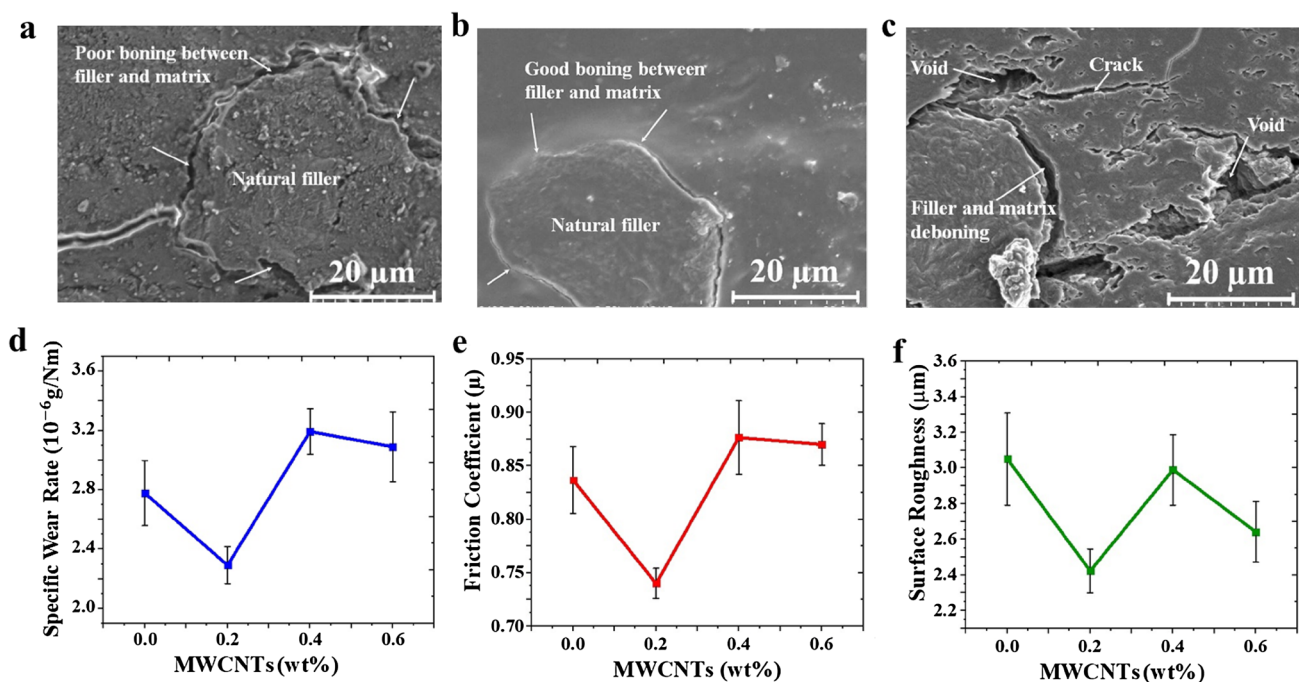 a
Poor boning between
filler and matrix
Natural filler
20 μm
b
Good boning between
filler and matrix
Natural filler
20 μm
c
Void
Crack
Void
Filler and matrix
deboning
20 μm
d
Specific Wear Rate (10⁻⁶g/Nm)
3.6
3.2
2.8
2.4
2.0
0.0 0.2 0.4 0.6
MWCNTs (wt%)
e
Friction Coefficient (μ)
0.95
0.90
0.85
0.80
0.75
0.70
0.0 0.2 0.4 0.6
MWCNTs (wt%)
f
Surface Roughness (μm)
3.6
3.4
3.2
3.0
2.8
2.6
2.4
2.2
0.0 0.2 0.4 0.6
MWCNTs (wt%)